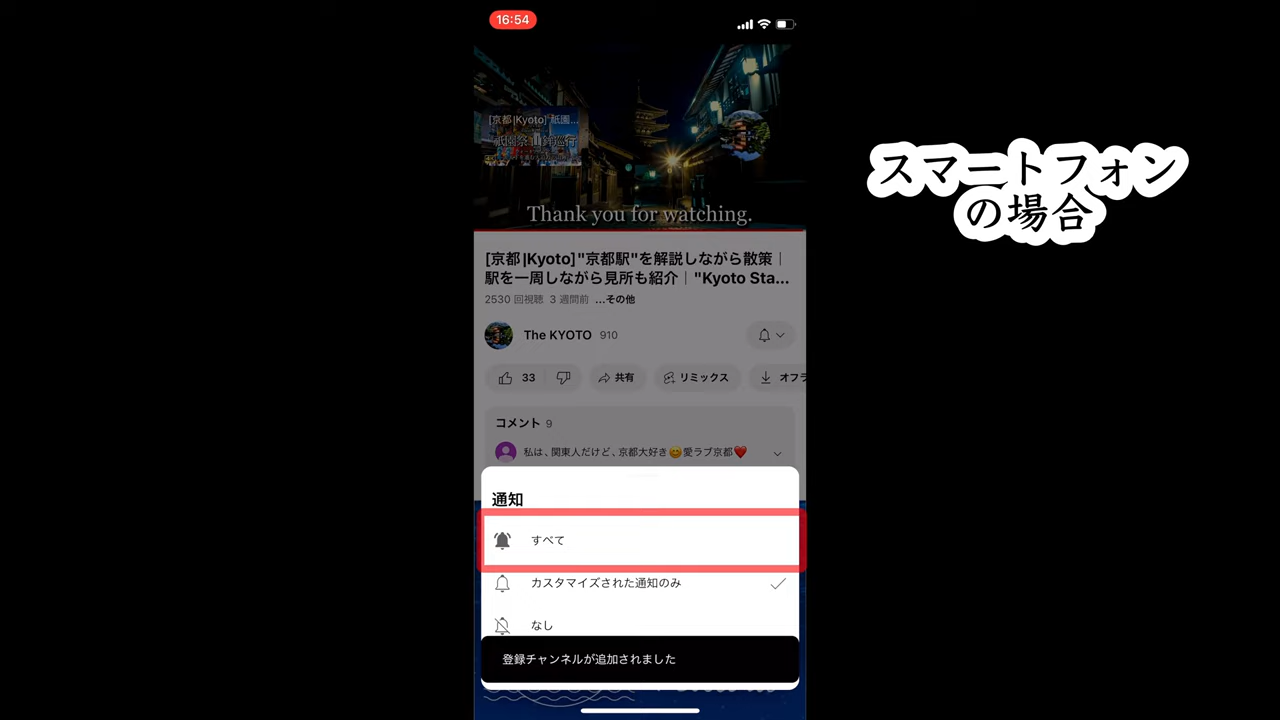 16:54
[京都|Kyoto] 祇園...
祇園祭 山鉾巡行
Thank you for watching.
[京都|Kyoto]"京都駅"を解説しながら散策｜
駅を一周しながら見所も紹介｜"Kyoto Sta...
2530 回視聴 3 週間前 ...その他
The KYOTO 910
33 共有 リミックス オフラ
コメント 9
私は、関東人だけど、京都大好き😊愛ラブ京都❤️
通知
すべて
カスタマイズされた通知のみ
なし
登録チャンネルが追加されました
スマートフォン
の場合